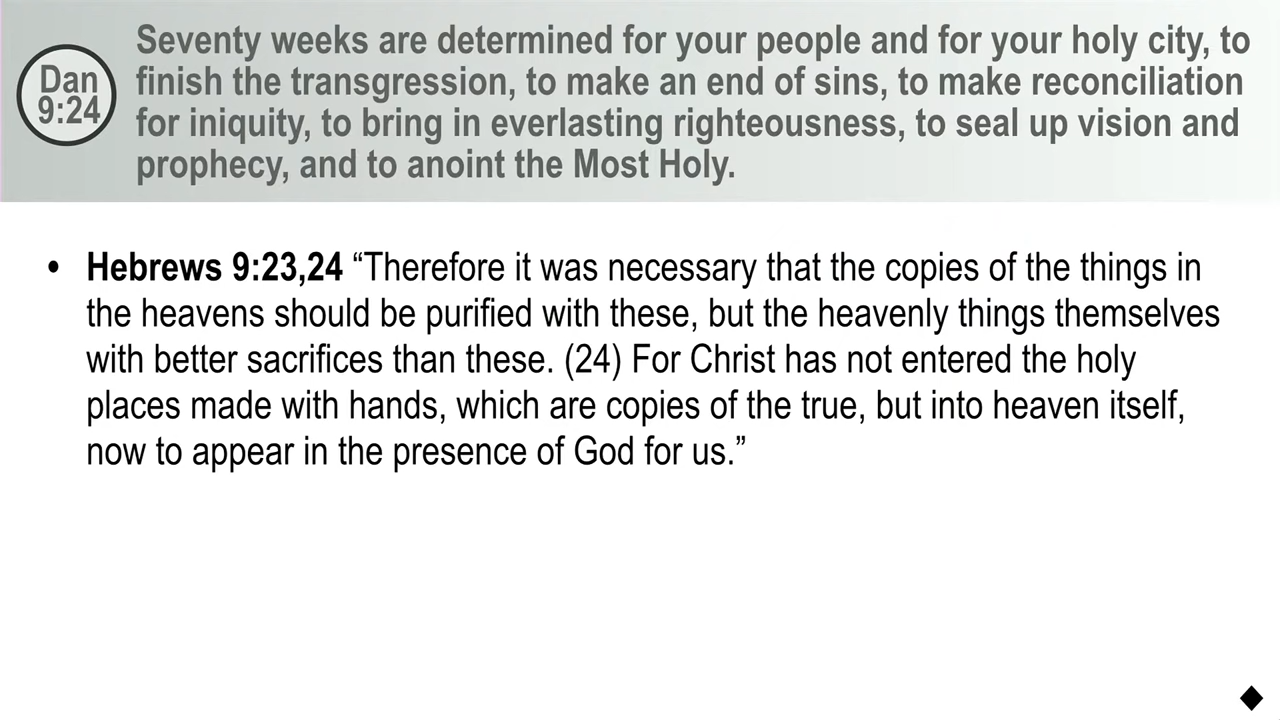 Dan
9:24
Seventy weeks are determined for your people and for your holy city, to
finish the transgression, to make an end of sins, to make reconciliation
for iniquity, to bring in everlasting righteousness, to seal up vision and
prophecy, and to anoint the Most Holy.
• Hebrews 9:23,24 “Therefore it was necessary that the copies of the things in
the heavens should be purified with these, but the heavenly things themselves
with better sacrifices than these. (24) For Christ has not entered the holy
places made with hands, which are copies of the true, but into heaven itself,
now to appear in the presence of God for us.”